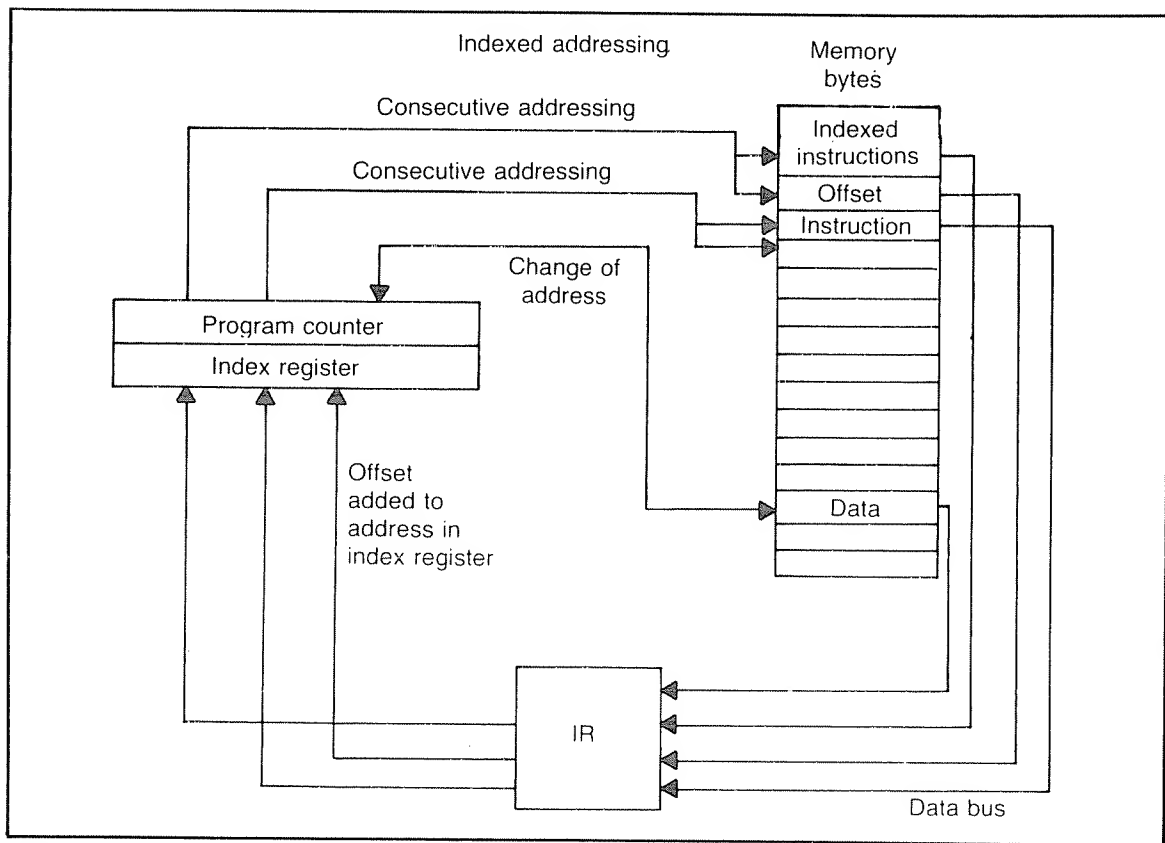 Indexed addressing
Memory
bytes
Consecutive addressing
Indexed
instructions
Consecutive addressing
Offset
Instruction
Change of
address
Program counter
Index register
Offset
added to
address in
index register
Data
IR
Data bus